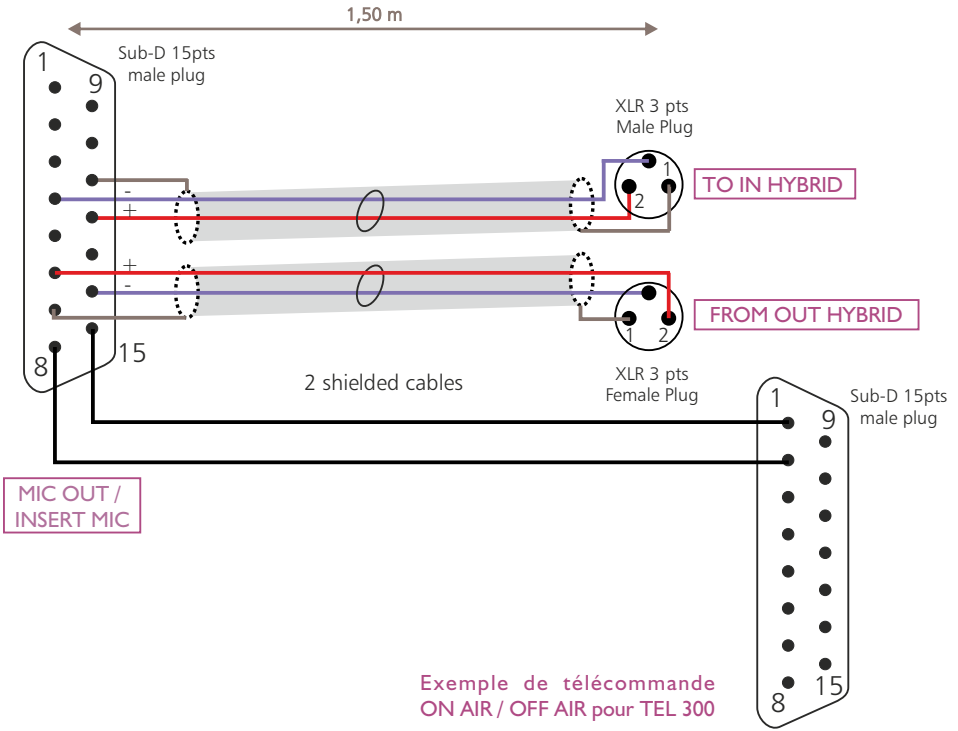 1,50 m
Sub-D 15pts
male plug
1
9
XLR 3 pts
Male Plug
-
+
1
2
TO IN HYBRID
+
-
1
2
FROM OUT HYBRID
8
15
2 shielded cables
XLR 3 pts
Female Plug
Sub-D 15pts
male plug
1
9
MIC OUT /
INSERT MIC
8
15
Exemple de télécommande
ON AIR / OFF AIR pour TEL 300